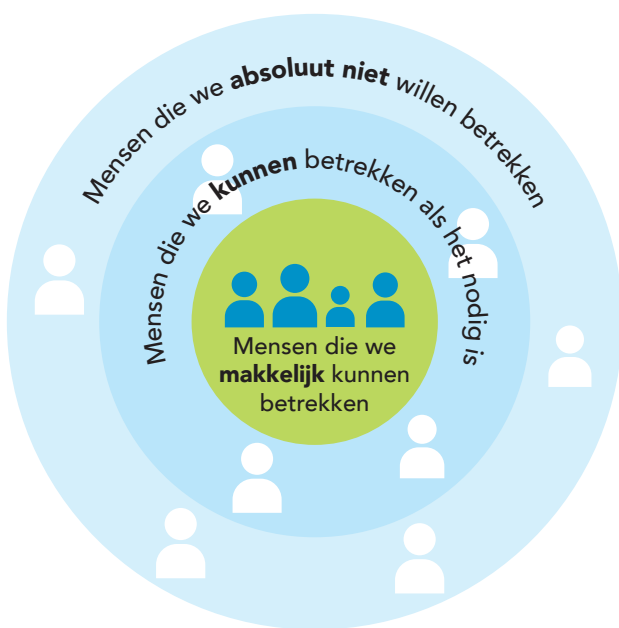 Mensen die we absoluut niet willen betrekken
Mensen die we kunnen betrekken als het nodig is
Mensen die we
makkelijk kunnen
betrekken